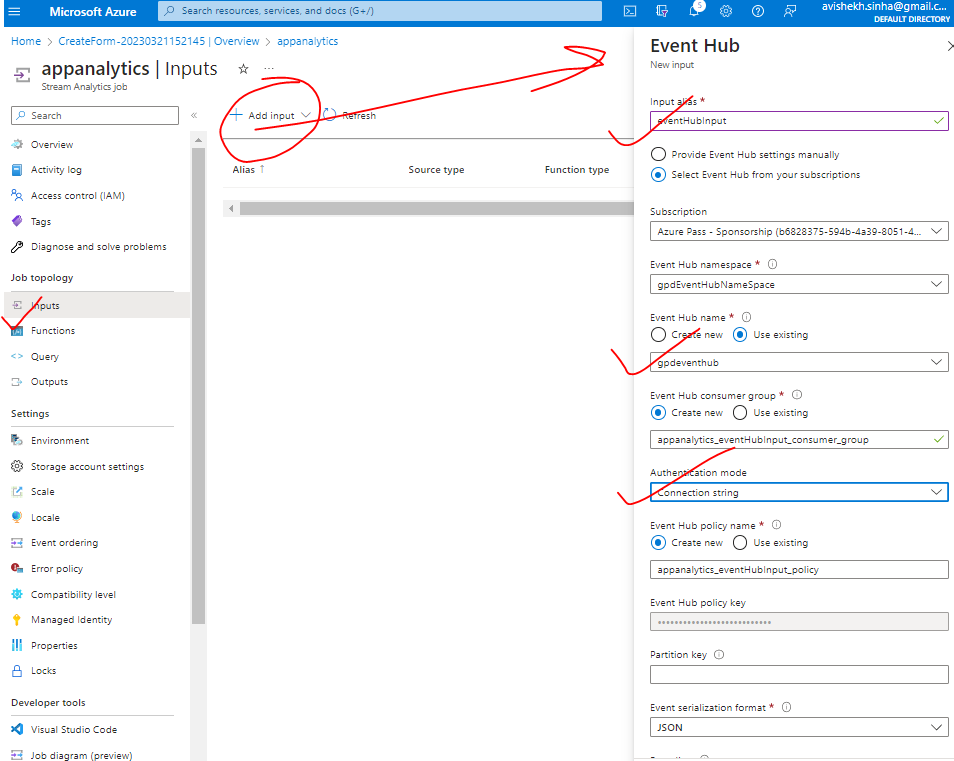 Microsoft Azure
Search resources, services, and docs (G+/)
5
avishekh.sinha@gmail.c...
DEFAULT DIRECTORY
Home > CreateForm-20230321152145 | Overview > appanalytics
appanalytics | Inputs
...
Stream Analytics job
Search
«
Overview
Activity log
Access control (IAM)
Tags
Diagnose and solve problems
Job topology
Inputs
Functions
Query
Outputs
Settings
Environment
Storage account settings
Scale
Locale
Event ordering
Error policy
Compatibility level
Managed Identity
Properties
Locks
Developer tools
Visual Studio Code
Job diagram (preview)
Add input
Refresh
Alias ↑
Source type
Function type
Event Hub
New input
Input alias *
eventHubInput
Provide Event Hub settings manually
Select Event Hub from your subscriptions
Subscription
Azure Pass - Sponsorship (b6828375-594b-4a39-8051-4...
Event Hub namespace *
gpdEventHubNameSpace
Event Hub name *
Create new Use existing
gpdeventhub
Event Hub consumer group *
Create new Use existing
appanalytics_eventHubInput_consumer_group
Authentication mode
Connection string
Event Hub policy name *
Create new Use existing
appanalytics_eventHubInput_policy
Event Hub policy key
Partition key
Event serialization format *
JSON